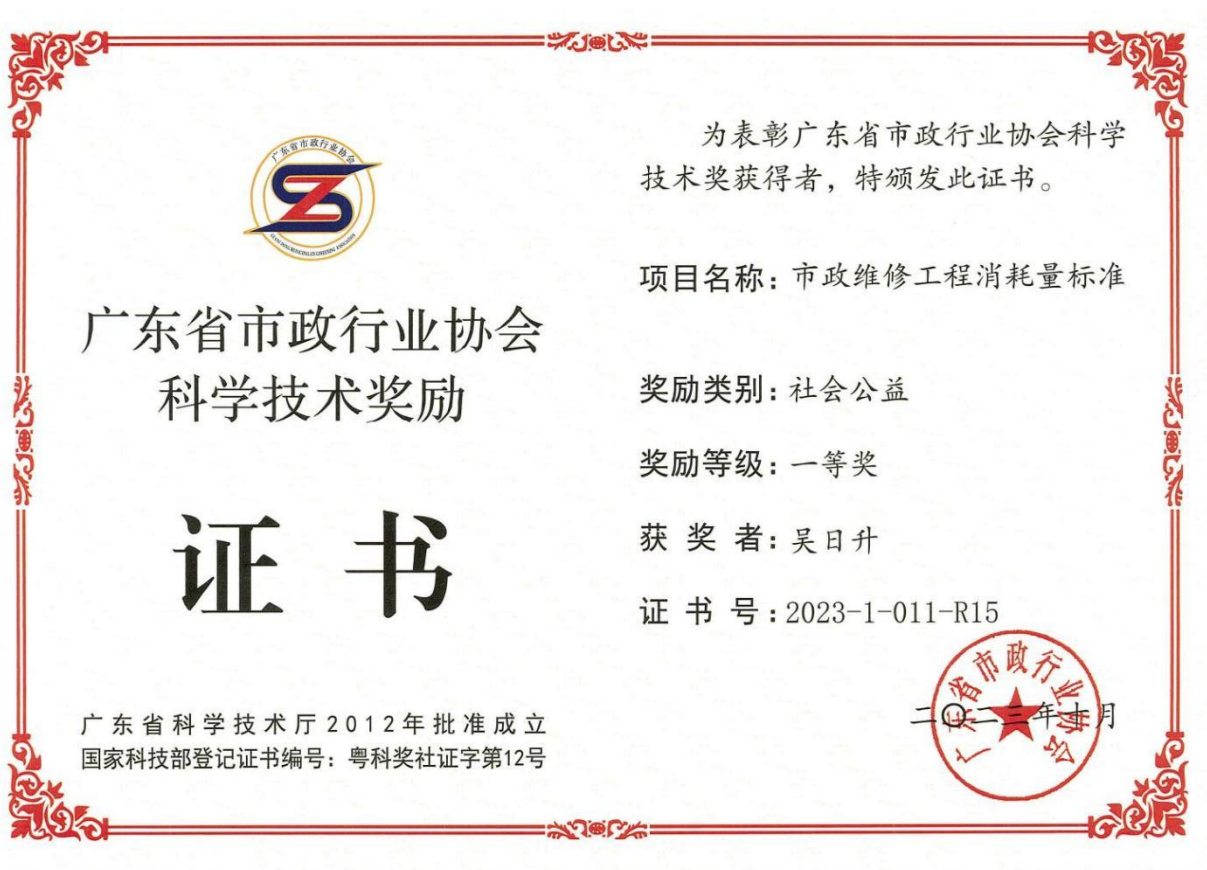 广东省市政行业协会
广东省市政行业协会
科学技术奖励
证书
广东省科学技术厅2012年批准成立
国家科技部登记证书编号：粤科奖社证字第12号
为表彰广东省市政行业协会科学
技术奖获得者，特颁发此证书。
项目名称：市政维修工程消耗量标准
奖励类别：社会公益
奖励等级：一等奖
获奖者：吴日升
证书号：2023-1-011-R15
二〇二三年十月
广东省市政行业协会